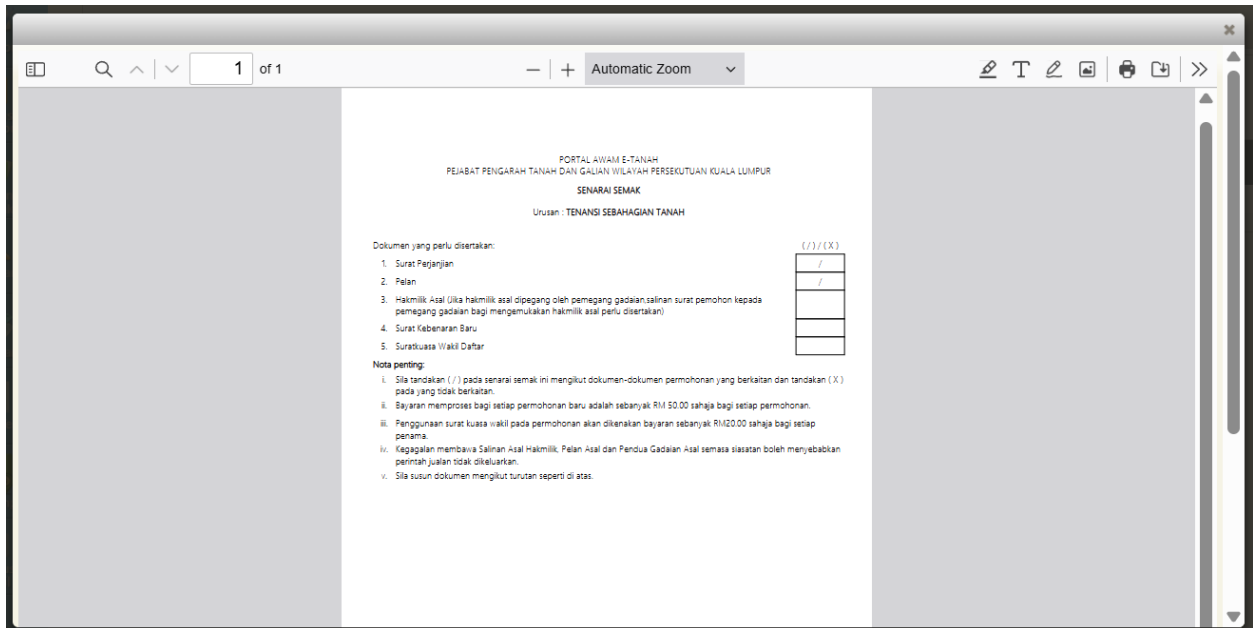 1 of 1
Automatic Zoom
PORTAL AWAM E-TANAH
PEJABAT PENGARAH TANAH DAN GALIAN WILAYAH PERSEKUTUAN KUALA LUMPUR
SENARAI SEMAK
Urusan : TENANSI SEBAHAGIAN TANAH
Dokumen yang perlu disertakan: ( / ) / ( X )
1. Surat Perjanjian /
2. Pelan /
3. Hakmilik Asal (Jika hakmilik asal dipegang oleh pemegang gadaian,salinan surat pemohon kepada
pemegang gadaian bagi mengemukakan hakmilik asal perlu disertakan)
4. Surat Kebenaran Baru
5. Suratkuasa Wakil Daftar
Nota penting:
i. Sila tandakan ( / ) pada senarai semak ini mengikut dokumen-dokumen permohonan yang berkaitan dan tandakan ( X )
pada yang tidak berkaitan.
ii. Bayaran memproses bagi setiap permohonan baru adalah sebanyak RM 50.00 sahaja bagi setiap permohonan.
iii. Penggunaan surat kuasa wakil pada permohonan akan dikenakan bayaran sebanyak RM20.00 sahaja bagi setiap
penama.
iv. Kegagalan membawa Salinan Asal Hakmilik, Pelan Asal dan Pendua Gadaian Asal semasa siasatan boleh menyebabkan
perintah jualan tidak dikeluarkan.
v. Sila susun dokumen mengikut turutan seperti di atas.